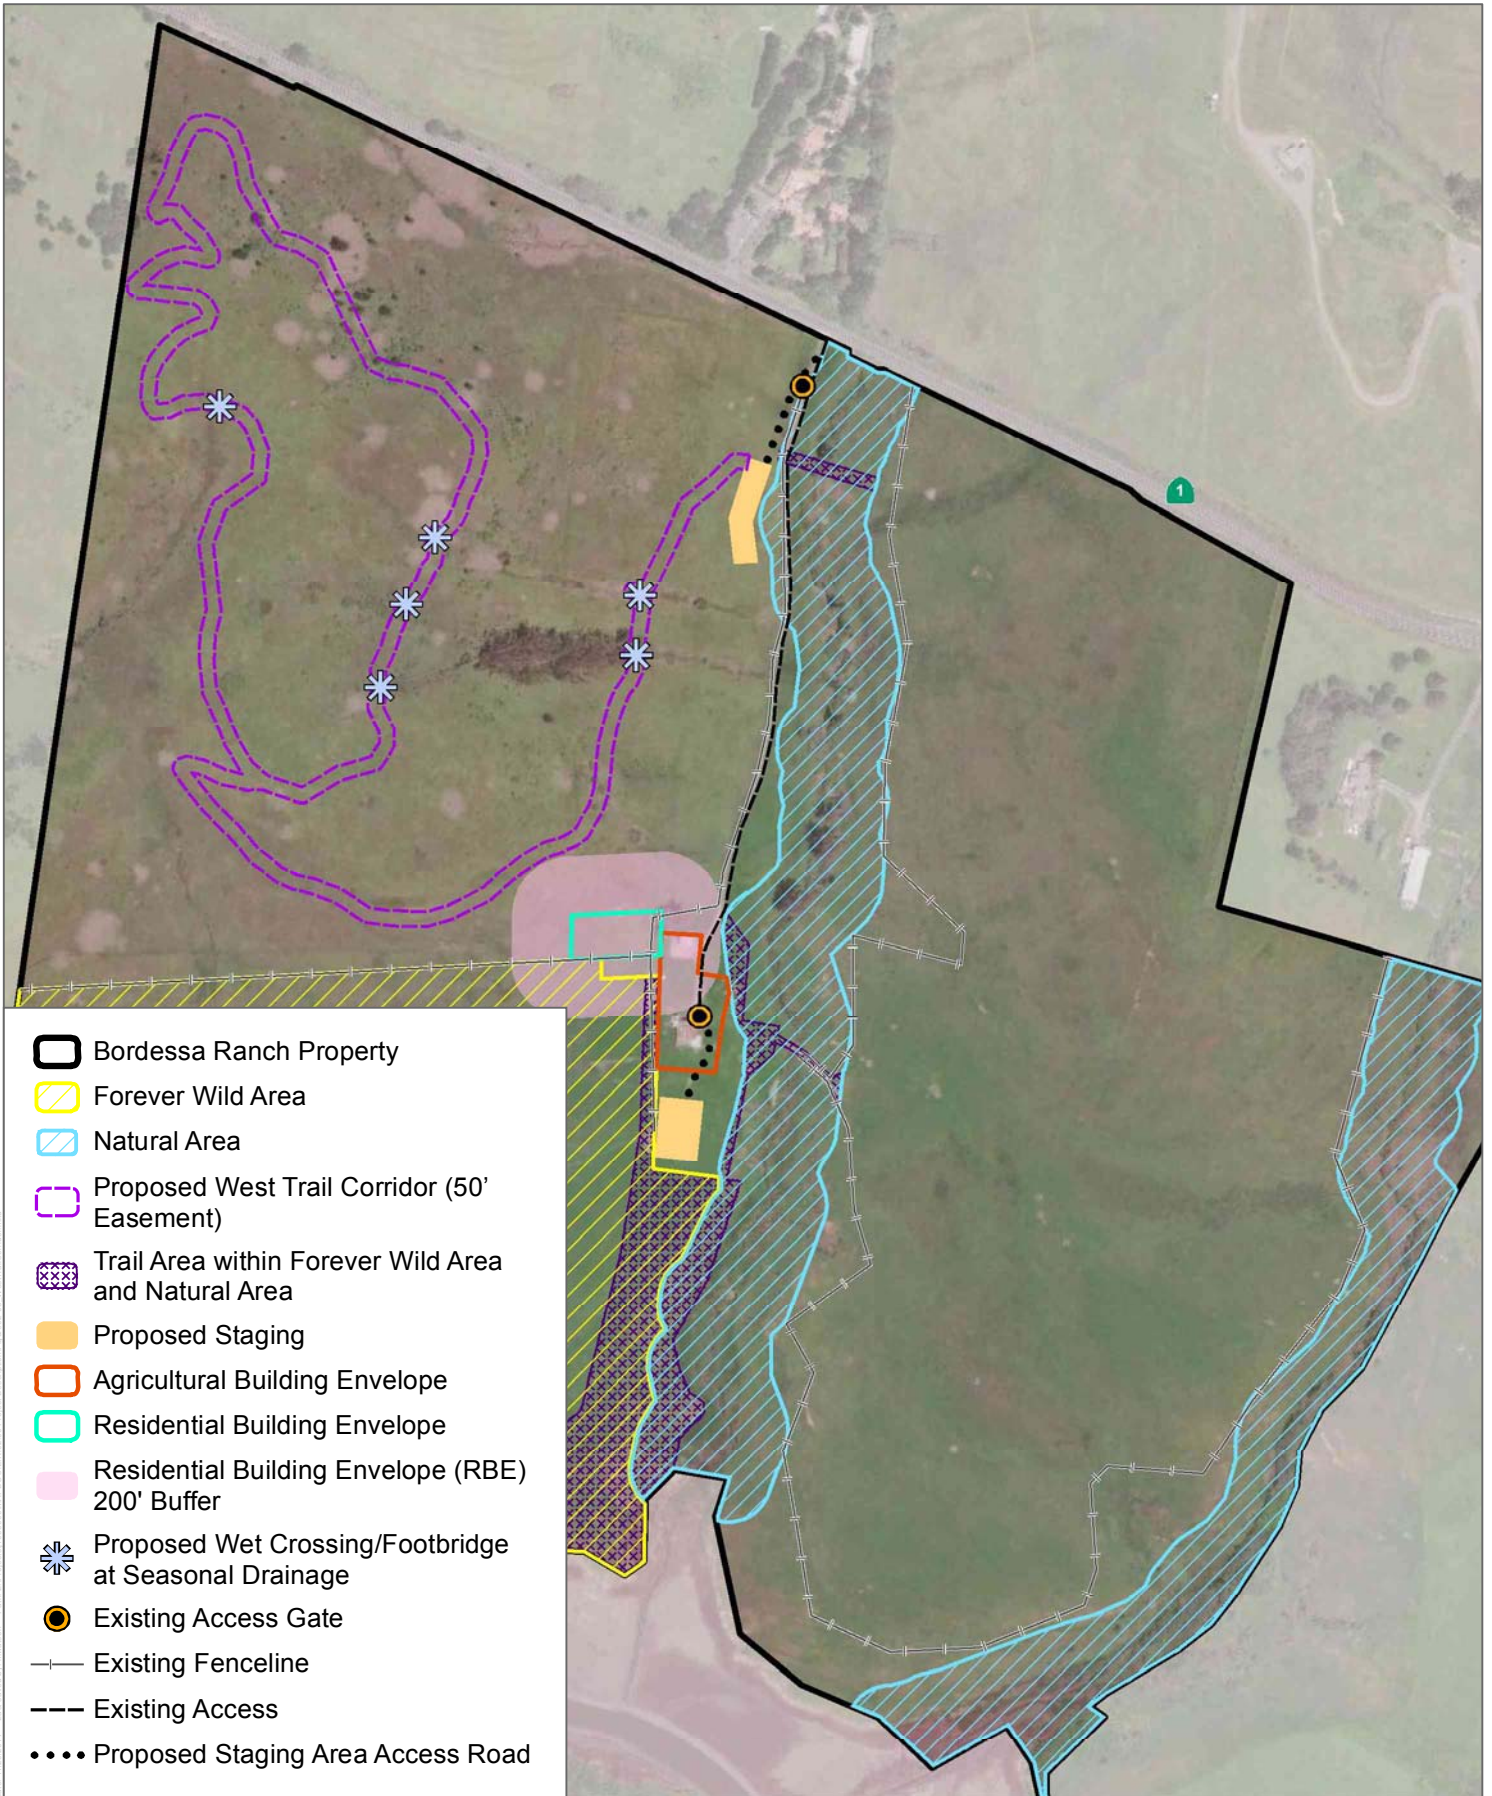 1
Bordessa Ranch Property
Forever Wild Area
Natural Area
Proposed West Trail Corridor (50’
Easement)
Trail Area within Forever Wild Area
and Natural Area
Proposed Staging
Agricultural Building Envelope
Residential Building Envelope
Residential Building Envelope (RBE)
200' Buffer
Proposed Wet Crossing/Footbridge
at Seasonal Drainage
Existing Access Gate
Existing Fenceline
Existing Access
Proposed Staging Area Access Road